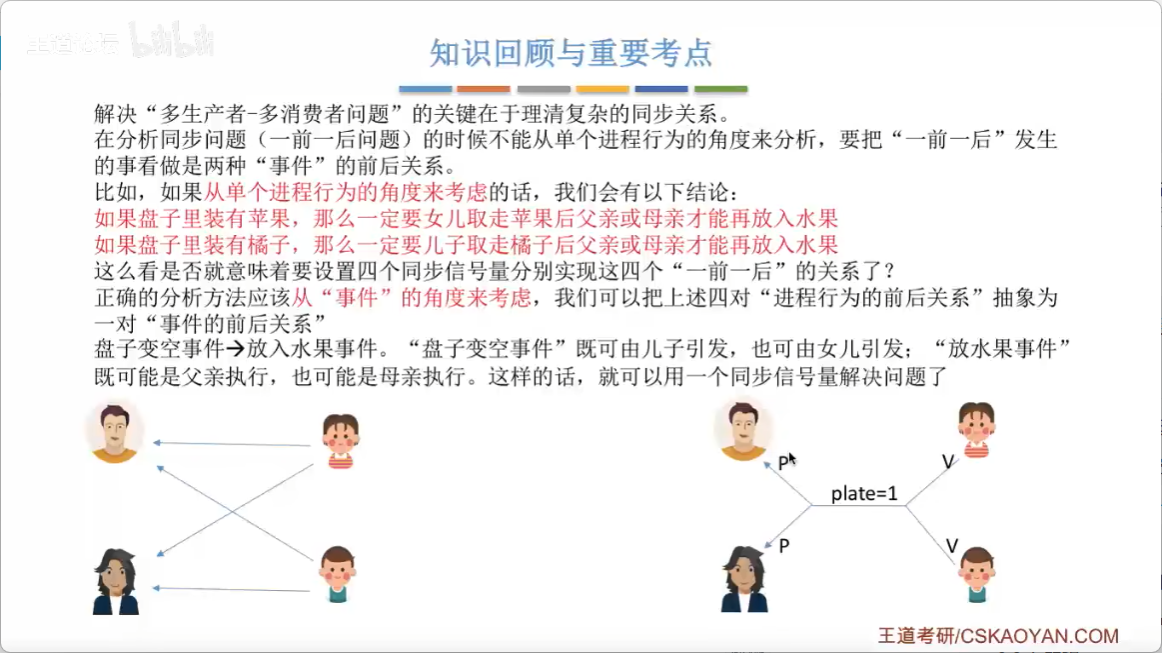 王道论坛 bilibili
知识回顾与重要考点
解决“多生产者-多消费者问题”的关键在于理清复杂的同步关系。
在分析同步问题（一前一后问题）的时候不能从单个进程行为的角度来分析，要把“一前一后”发生
的事看做是两种“事件”的前后关系。
比如，如果从单个进程行为的角度来考虑的话，我们会有以下结论：
如果盘子里装有苹果，那么一定要女儿取走苹果后父亲或母亲才能再放入水果
如果盘子里装有橘子，那么一定要儿子取走橘子后父亲或母亲才能再放入水果
这么看是否就意味着要设置四个同步信号量分别实现这四个“一前一后”的关系了？
正确的分析方法应该从“事件”的角度来考虑，我们可以把上述四对“进程行为的前后关系”抽象为
一对“事件的前后关系”
盘子变空事件→放入水果事件。“盘子变空事件”既可由儿子引发，也可由女儿引发；“放水果事件”
既可能是父亲执行，也可能是母亲执行。这样的话，就可以用一个同步信号量解决问题了
P
V
plate=1
P
V
王道考研/CSKAOYAN.COM